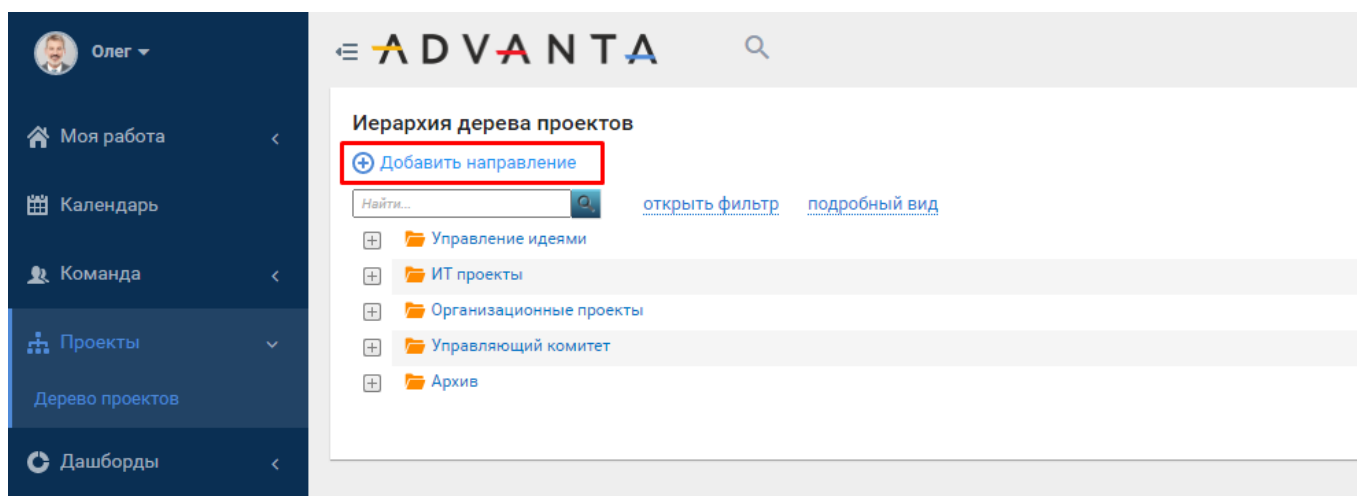 Олег
Моя работа
Календарь
Команда
Проекты
Дерево проектов
Дашборды
ADVANTA
Иерархия дерева проектов
Добавить направление
Найти...
открыть фильтр
подробный вид
Управление идеями
ИТ проекты
Организационные проекты
Управляющий комитет
Архив